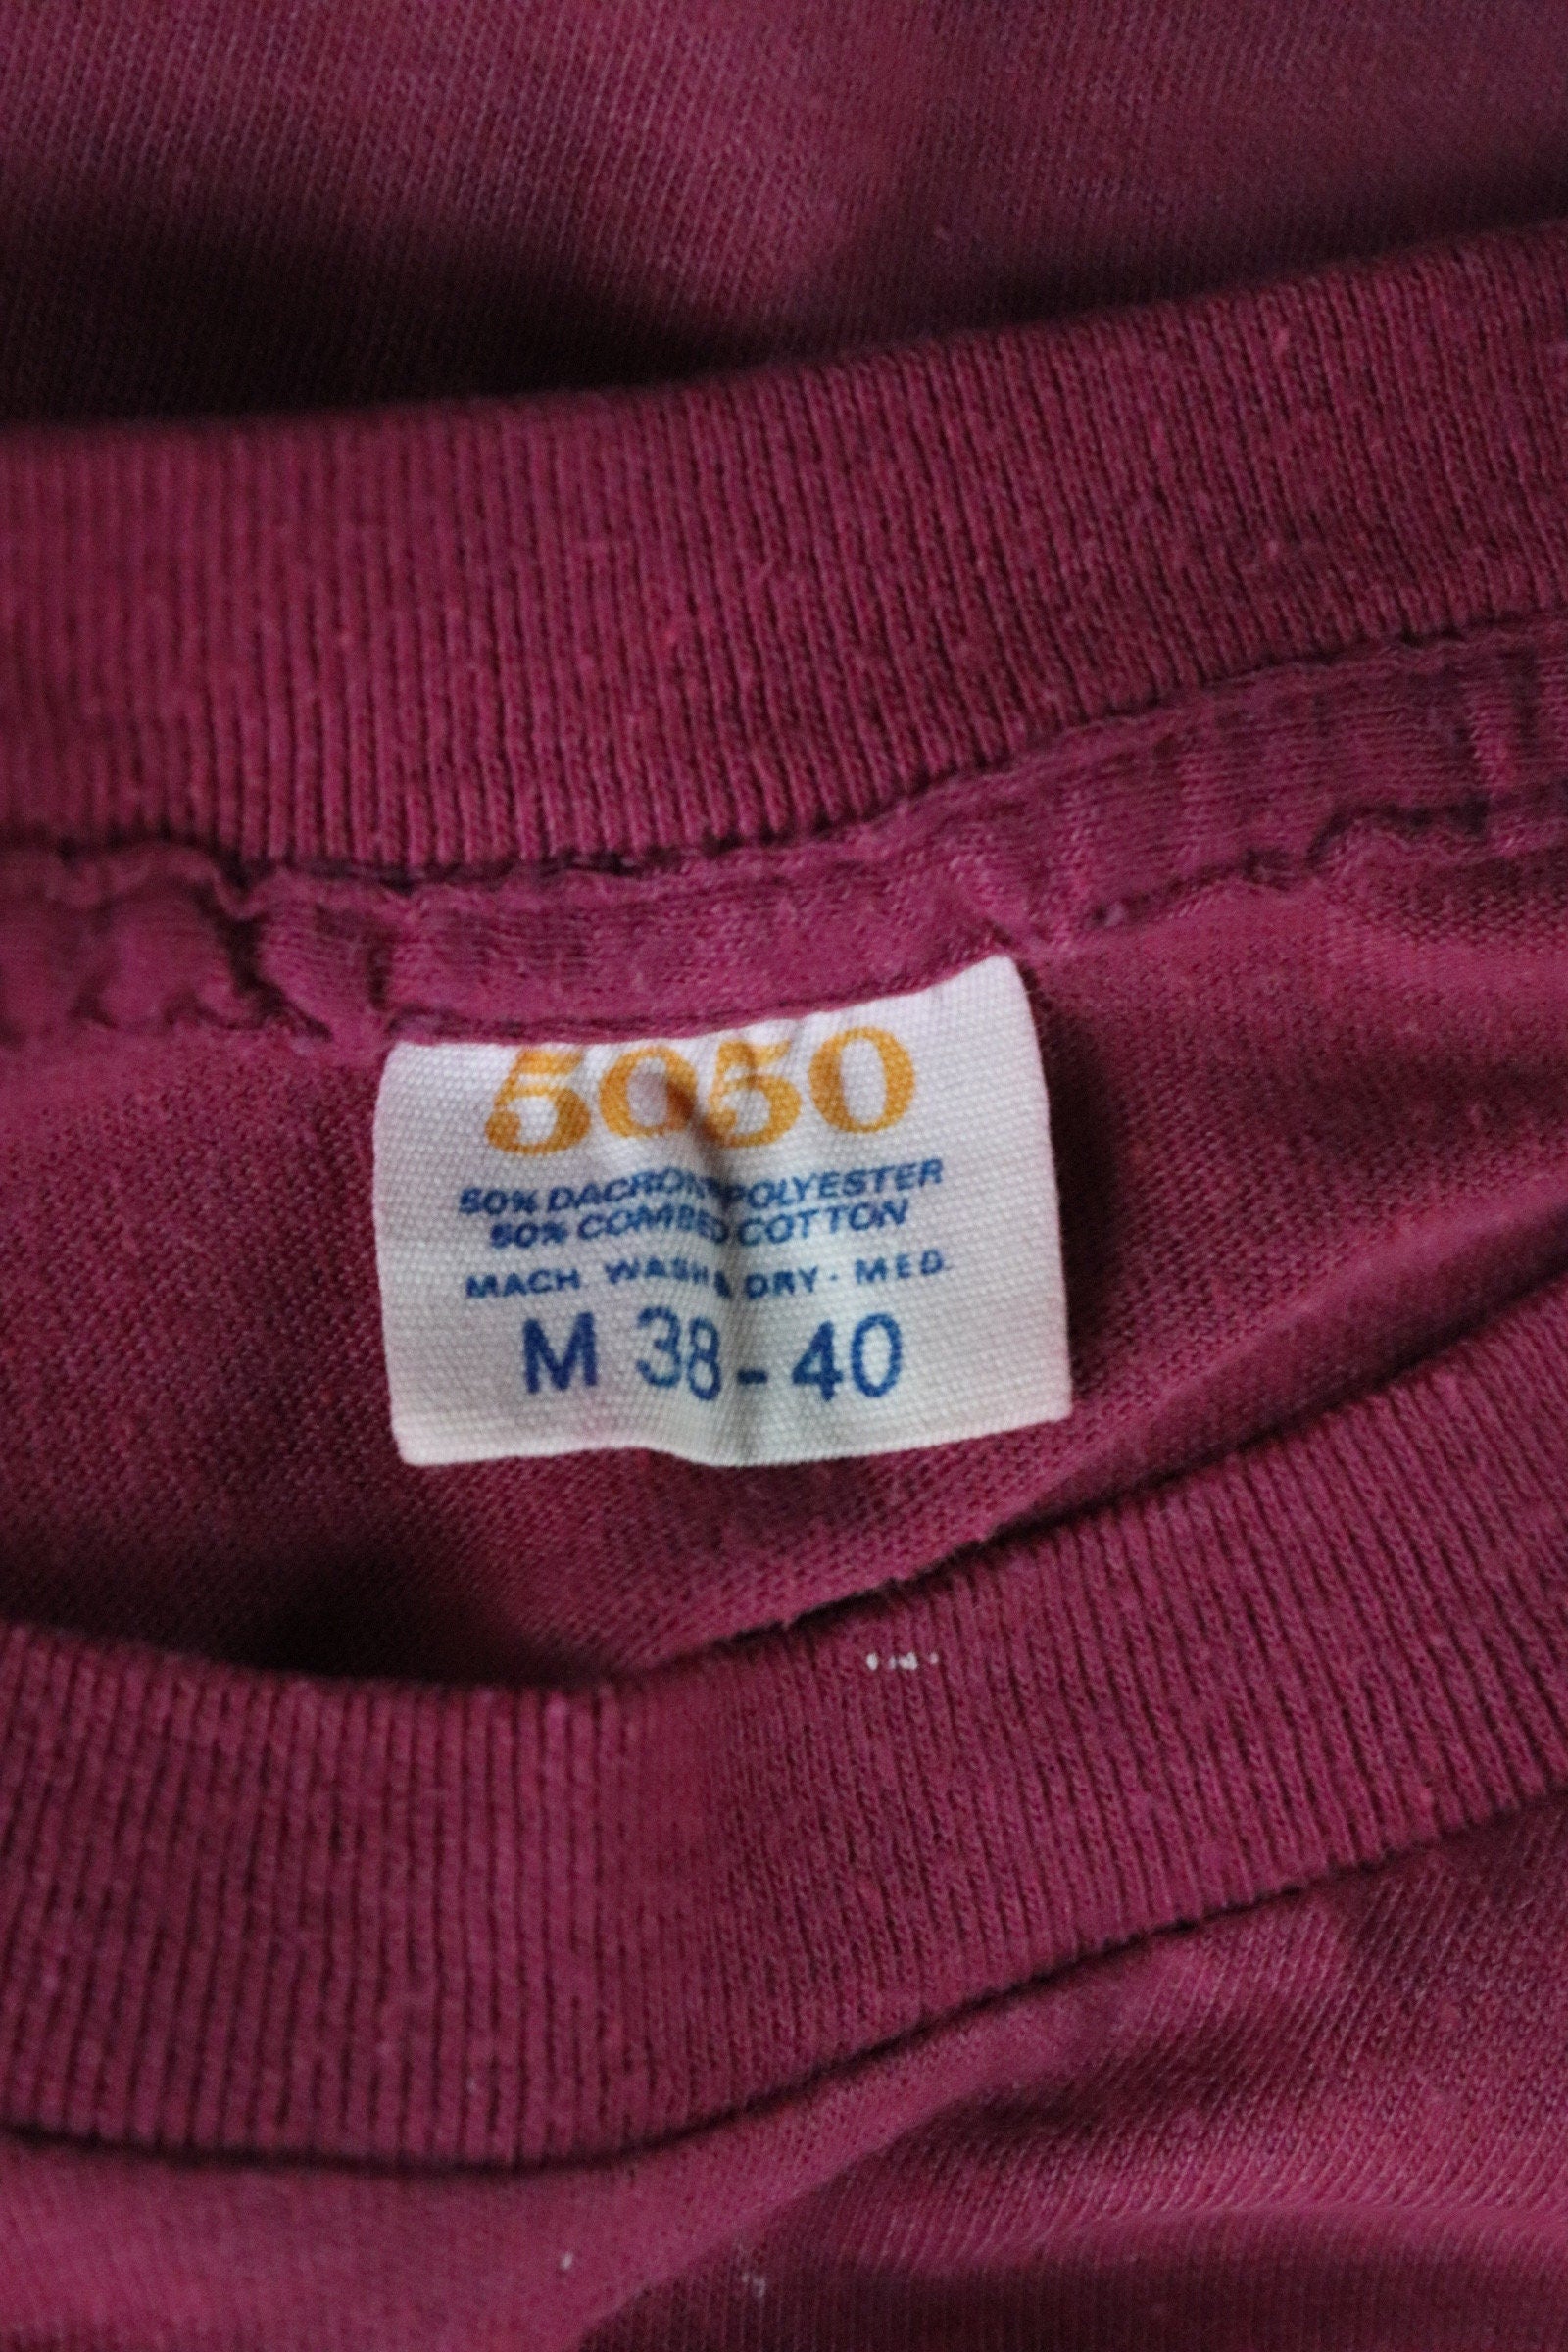 5050
50% DACRON POLYESTER
50% COMBED COTTON
MACH. WASH & DRY - MED.
M 38-40